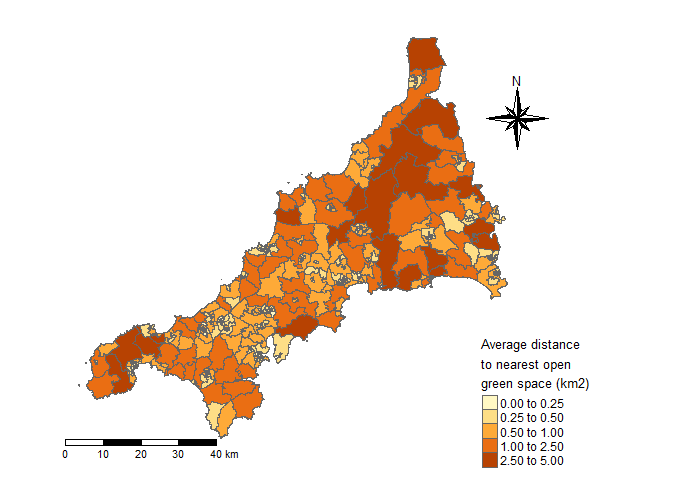 N
Average distance
to nearest open
green space (km2)
0.00 to 0.25
0.25 to 0.50
0.50 to 1.00
1.00 to 2.50
2.50 to 5.00
0 10 20 30 40 km